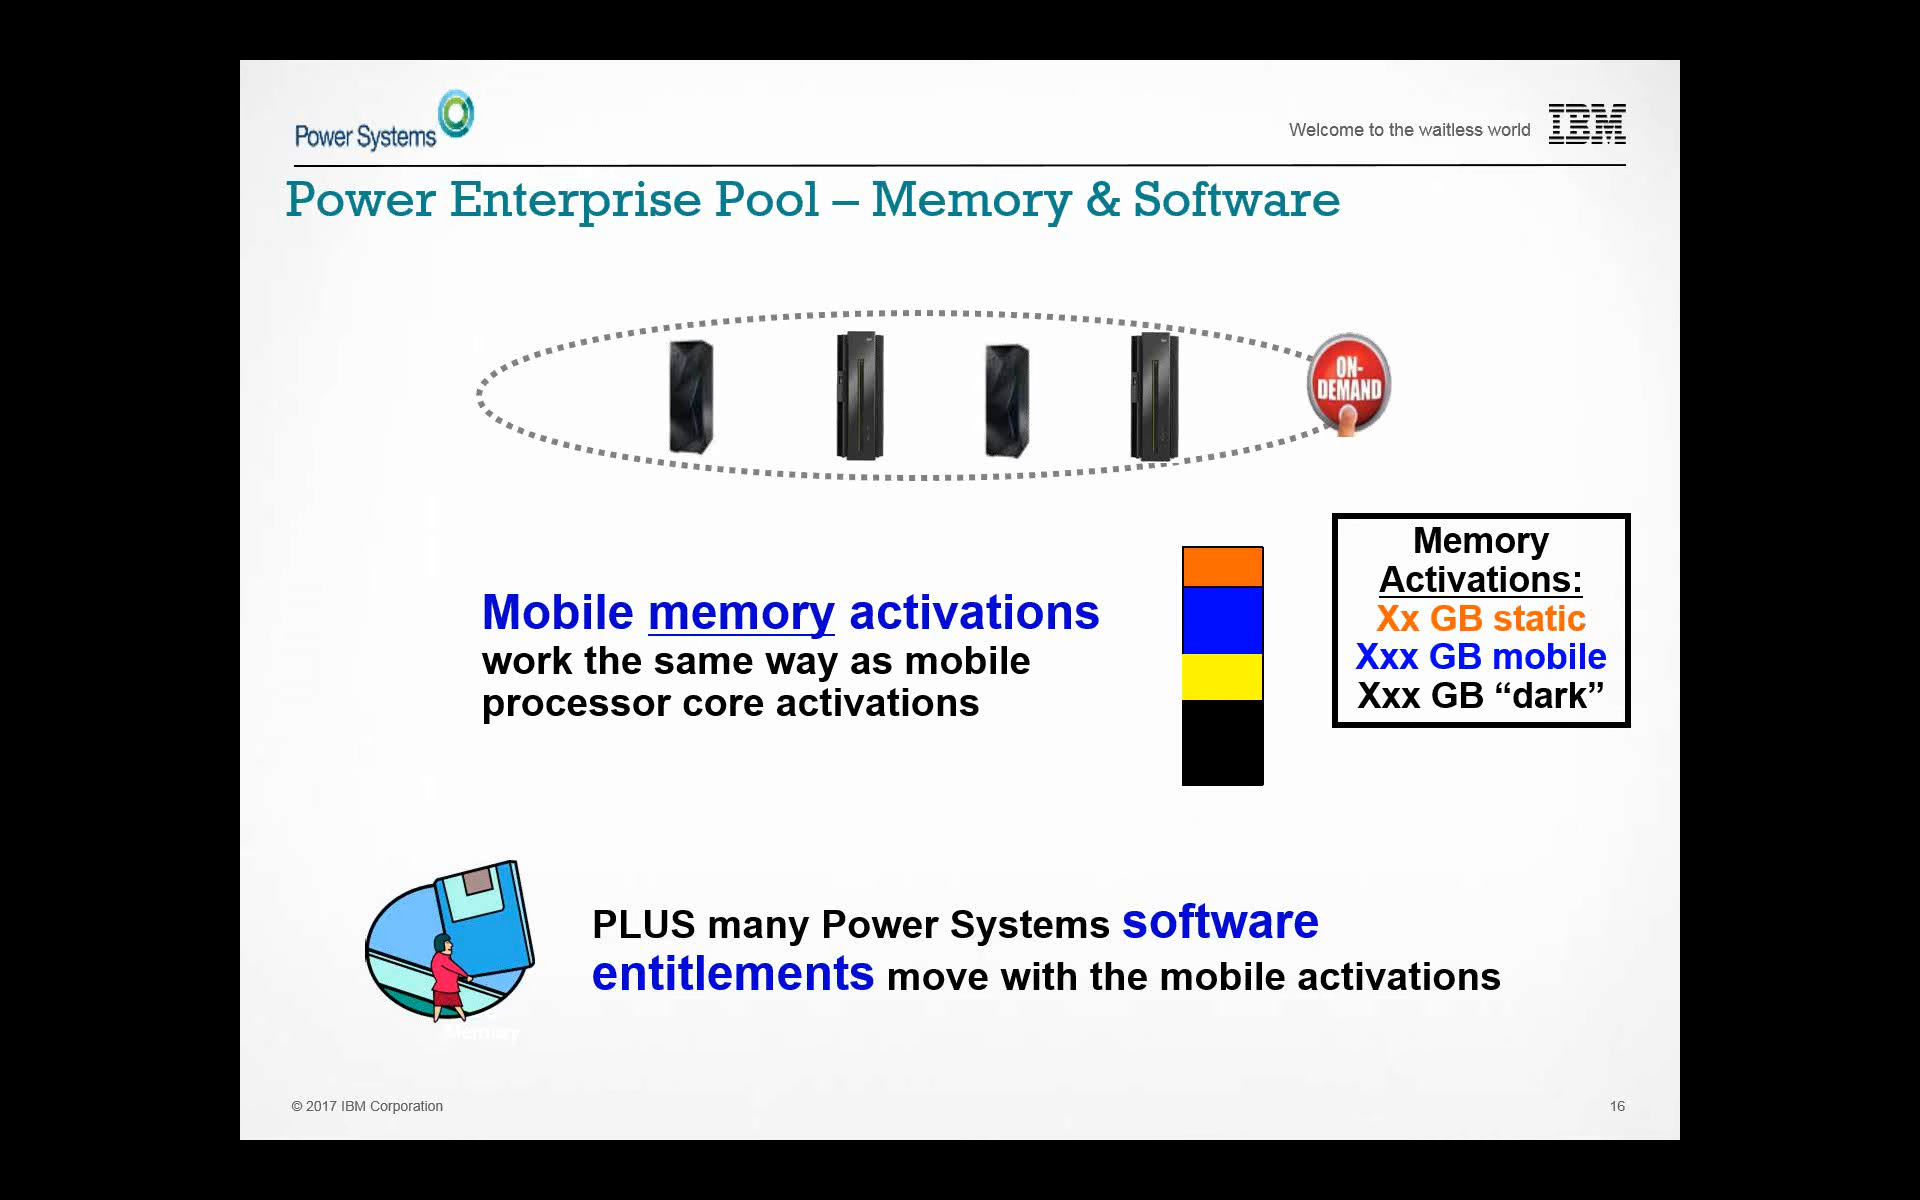 Power Systems
Welcome to the waitless world
IBM
Power Enterprise Pool – Memory & Software
ON-
DEMAND
Memory
Activations:
Xx GB static
Xxx GB mobile
Xxx GB “dark”
Mobile memory activations
work the same way as mobile
processor core activations
PLUS many Power Systems software
entitlements move with the mobile activations
© 2017 IBM Corporation
16